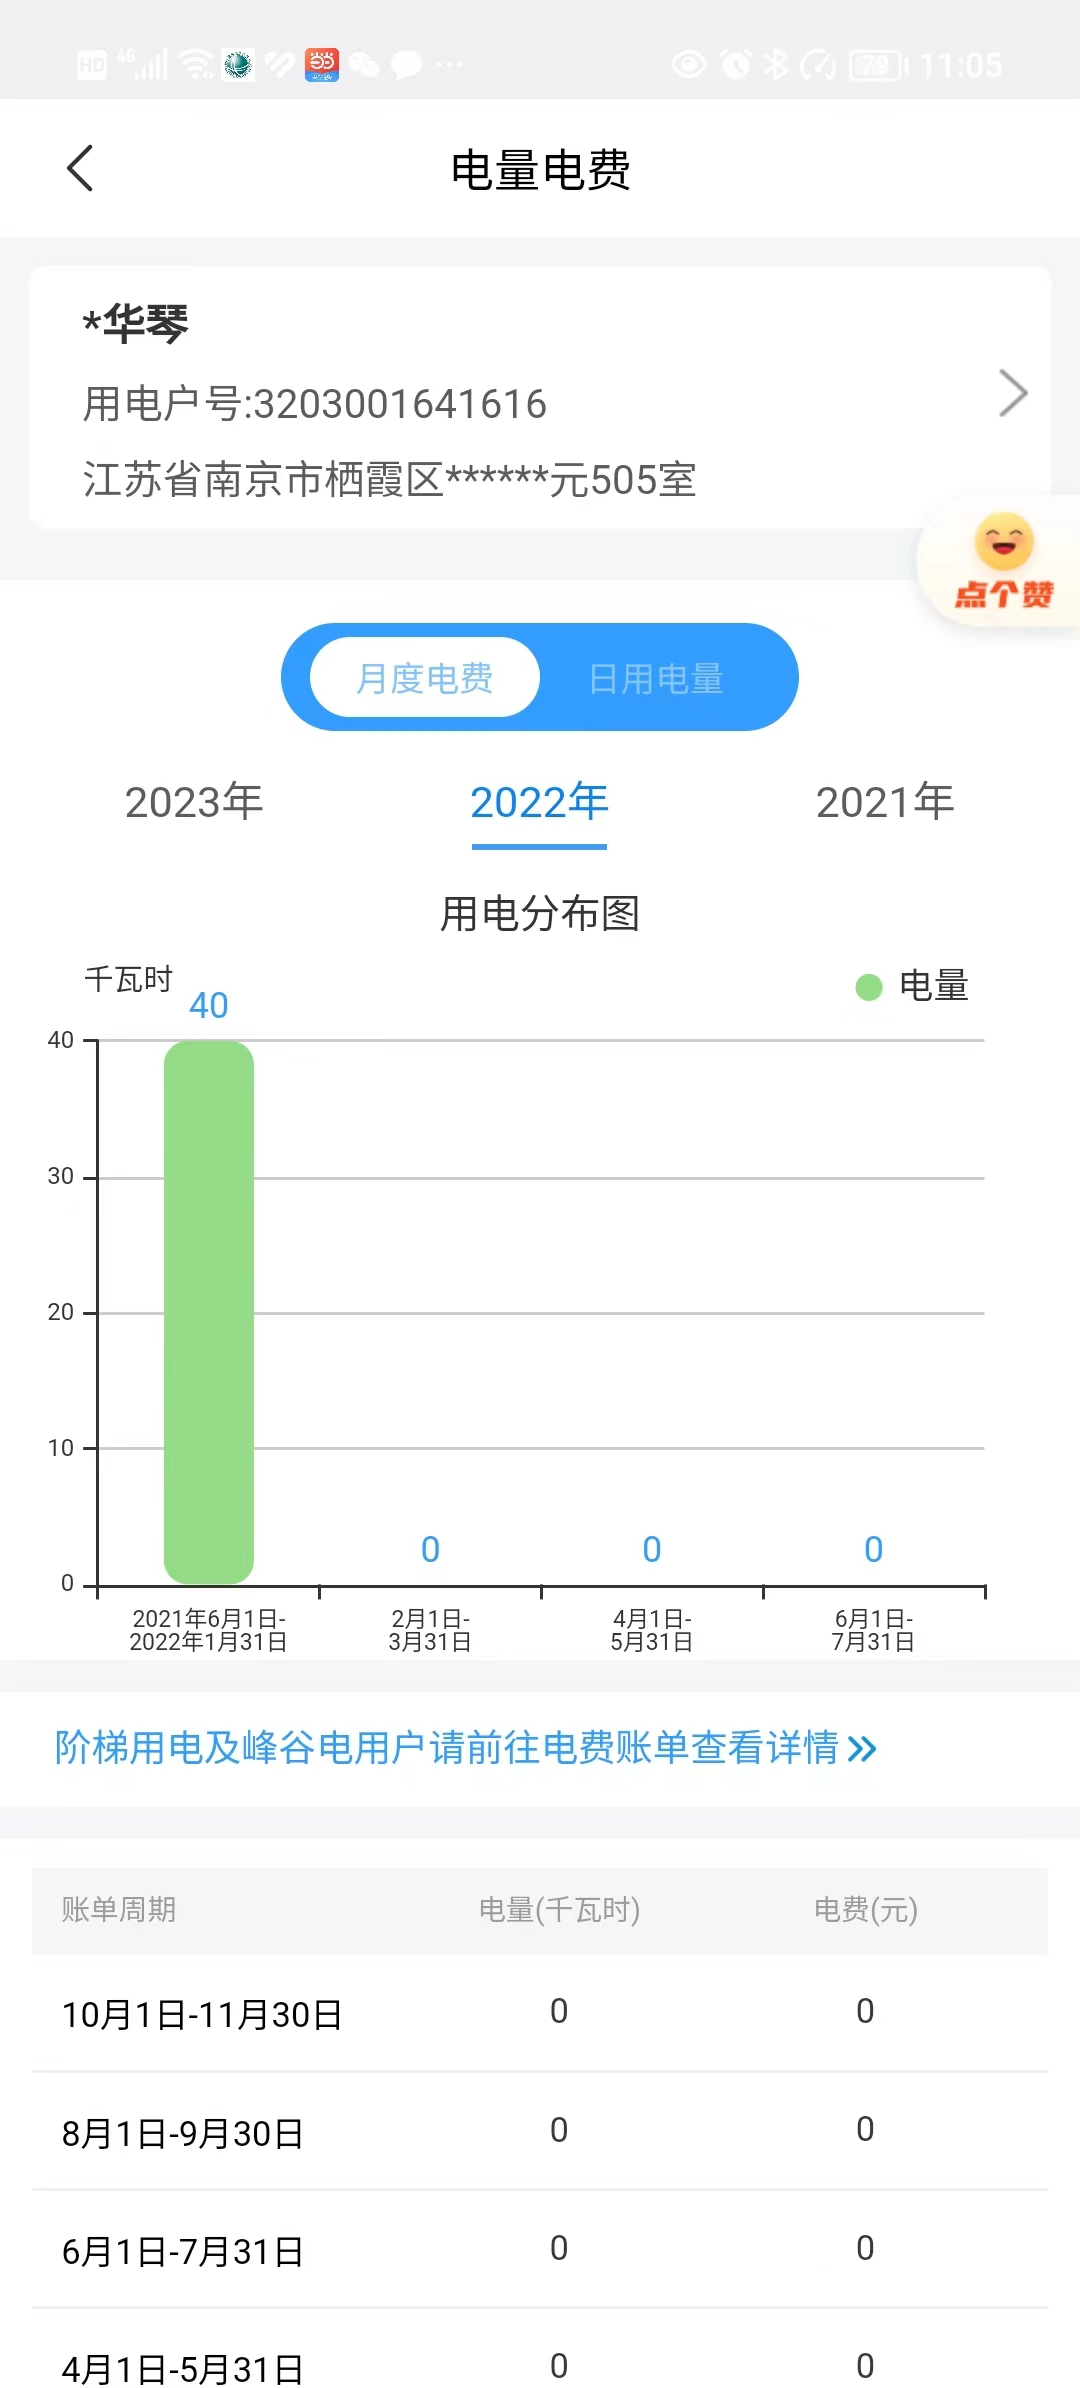 HD 4G 79 11:05
电量电费
*华琴
用电户号:3203001641616
江苏省南京市栖霞区******元505室
点个赞
月度电费 日用电量
2023年 2022年 2021年
用电分布图
千瓦时 电量
40
40
30
20
10
0 0 0
0
2021年6月1日- 2月1日- 4月1日- 6月1日-
2022年1月31日 3月31日 5月31日 7月31日
阶梯用电及峰谷电用户请前往电费账单查看详情>>
账单周期 电量(千瓦时) 电费(元)
10月1日-11月30日 0 0
8月1日-9月30日 0 0
6月1日-7月31日 0 0
4月1日-5月31日 0 0